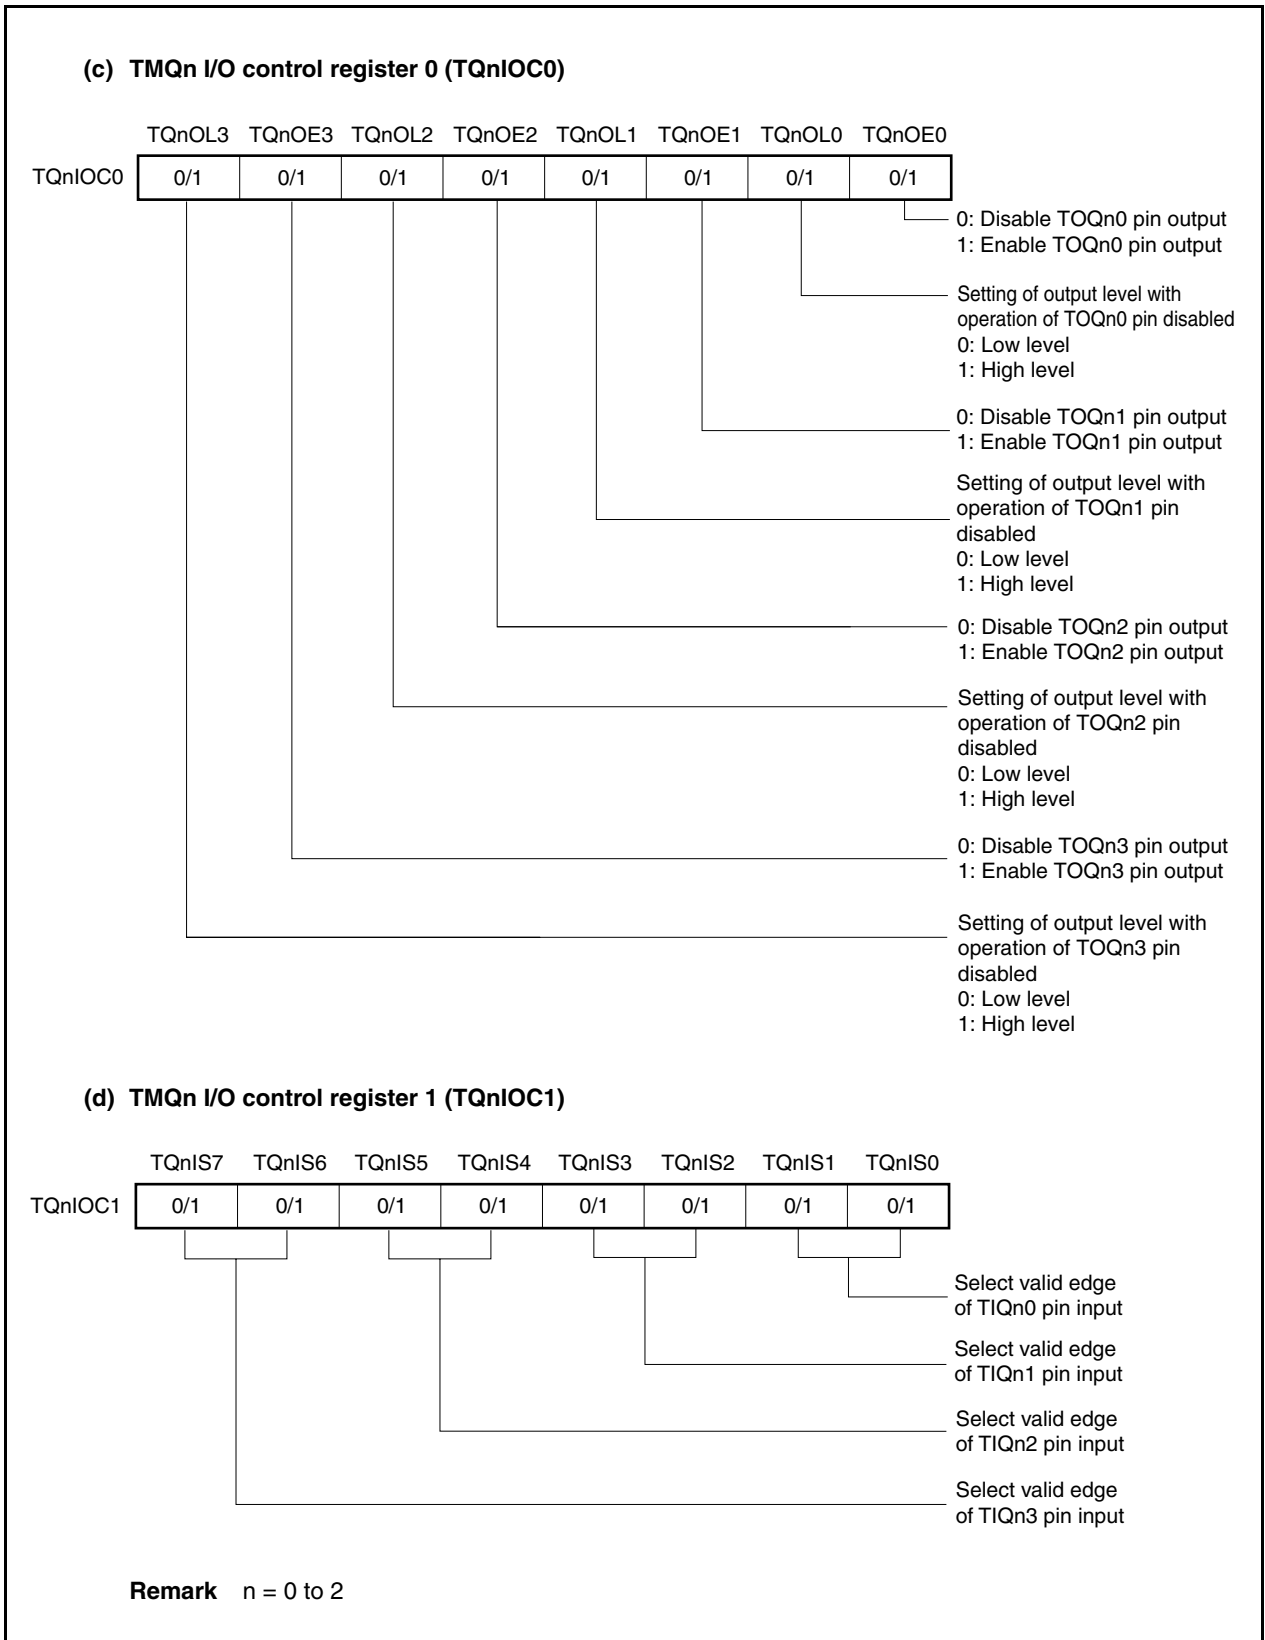 (c) TMQn I/O control register 0 (TQnIOC0)
TQnOL3 TQnOE3 TQnOL2 TQnOE2 TQnOL1 TQnOE1 TQnOL0 TQnOE0
TQnIOC0 0/1 0/1 0/1 0/1 0/1 0/1 0/1 0/1
0: Disable TOQn0 pin output
1: Enable TOQn0 pin output
Setting of output level with
operation of TOQn0 pin disabled
0: Low level
1: High level
0: Disable TOQn1 pin output
1: Enable TOQn1 pin output
Setting of output level with
operation of TOQn1 pin
disabled
0: Low level
1: High level
0: Disable TOQn2 pin output
1: Enable TOQn2 pin output
Setting of output level with
operation of TOQn2 pin
disabled
0: Low level
1: High level
0: Disable TOQn3 pin output
1: Enable TOQn3 pin output
Setting of output level with
operation of TOQn3 pin
disabled
0: Low level
1: High level
(d) TMQn I/O control register 1 (TQnIOC1)
TQnIS7 TQnIS6 TQnIS5 TQnIS4 TQnIS3 TQnIS2 TQnIS1 TQnIS0
TQnIOC1 0/1 0/1 0/1 0/1 0/1 0/1 0/1 0/1
Select valid edge
of TIQn0 pin input
Select valid edge
of TIQn1 pin input
Select valid edge
of TIQn2 pin input
Select valid edge
of TIQn3 pin input
Remark n = 0 to 2